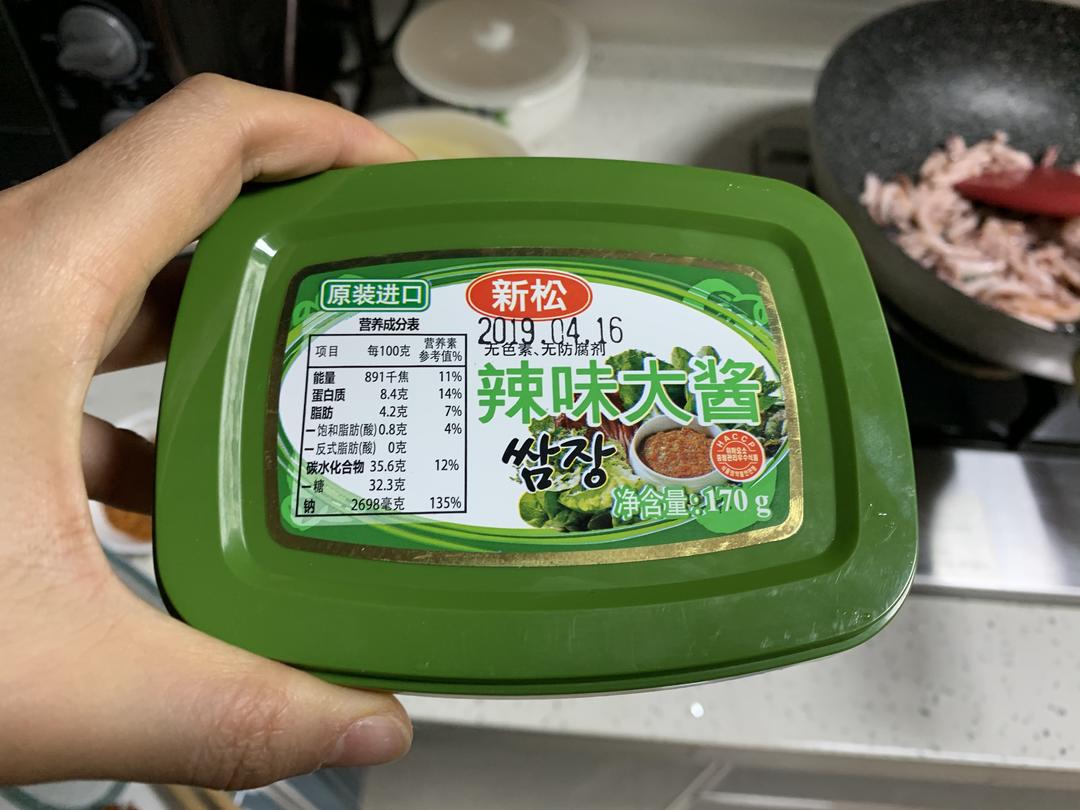 原装进口
新松
2019.04.16
无色素、无防腐剂
辣味大酱
쌈장
HACCP
净含量:170 g
营养成分表
项目 每100克 营养素参考值%
能量 891千焦 11%
蛋白质 8.4克 14%
脂肪 4.2克 7%
—饱和脂肪(酸) 0.8克 4%
—反式脂肪(酸) 0克
碳水化合物 35.6克 12%
—糖 32.3克
钠 2698毫克 135%